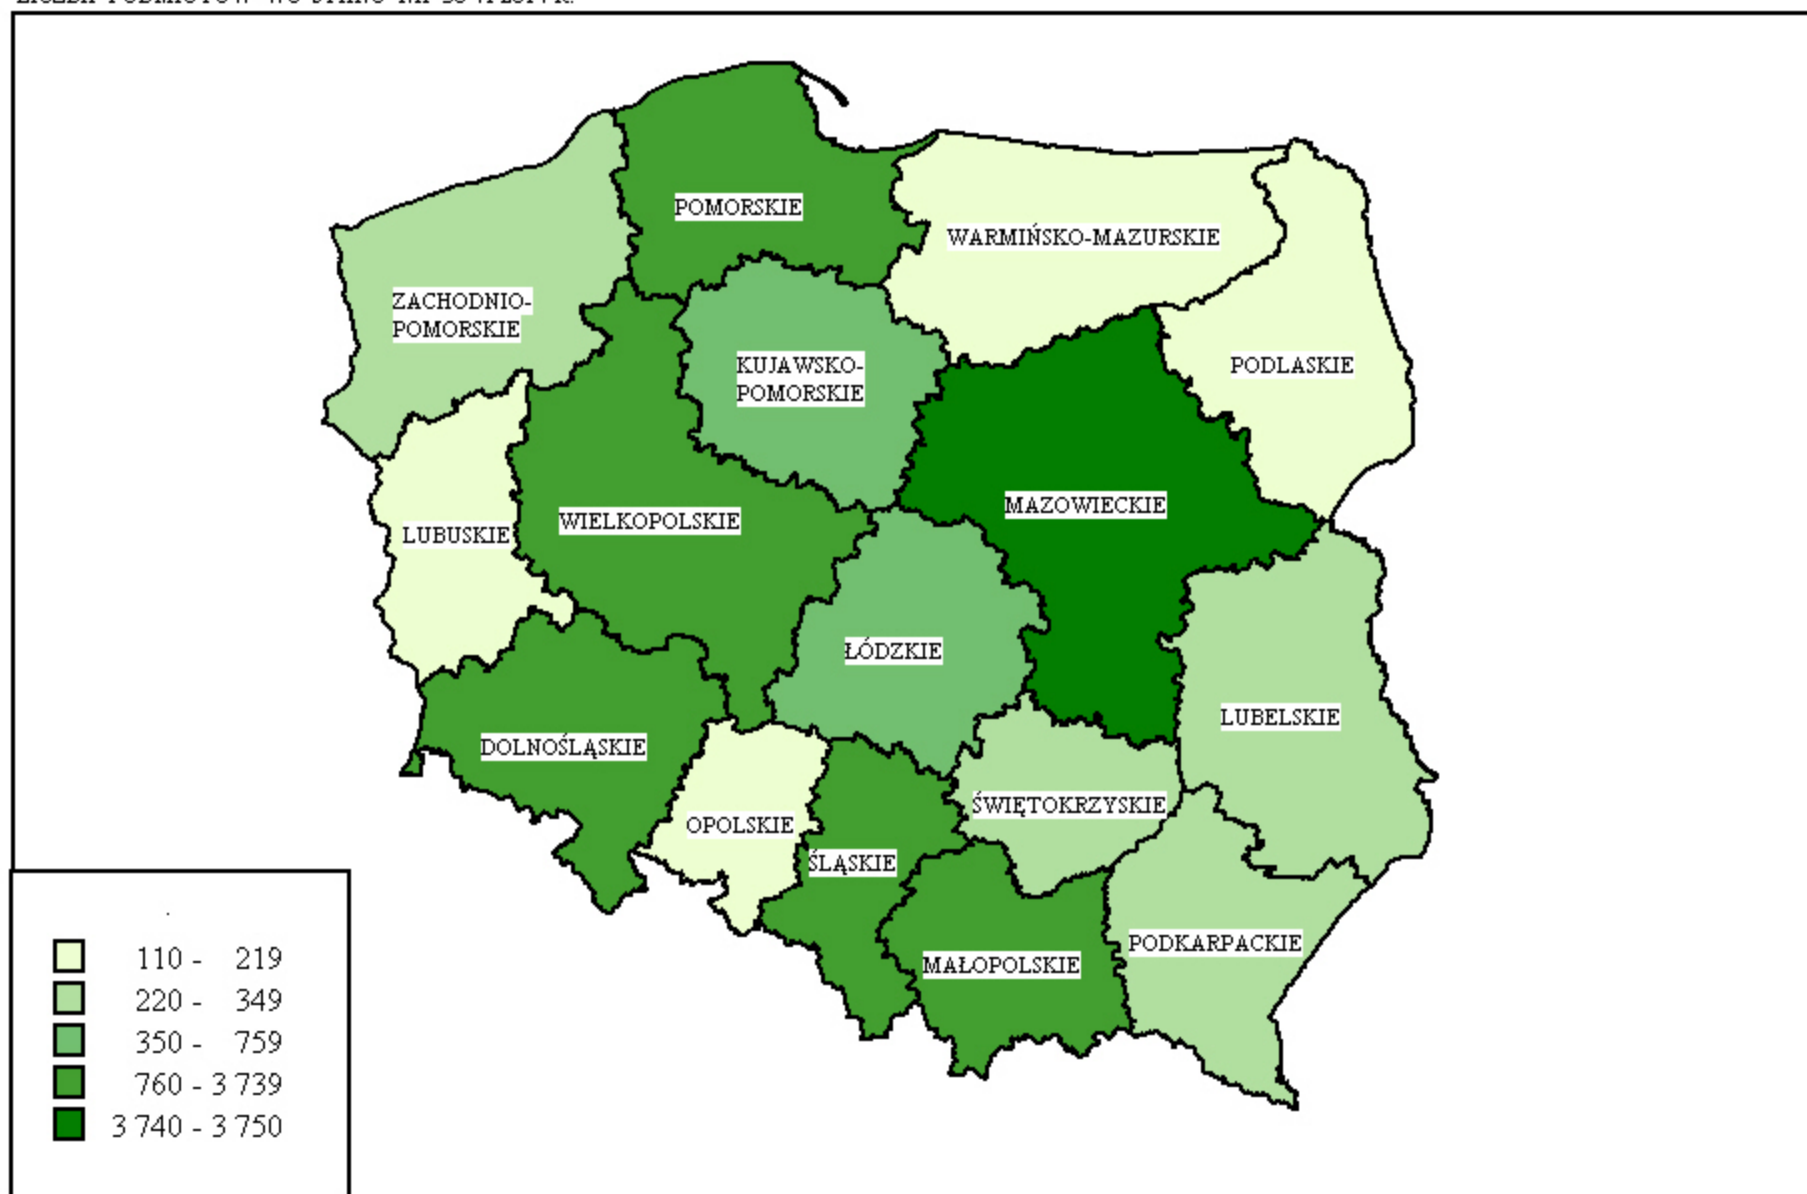 POMORSKIE
WARMIŃSKO-MAZURSKIE
ZACHODNIO-
POMORSKIE
KUJAWSKO-
POMORSKIE
PODLASKIE
MAZOWIECKIE
WIELKOPOLSKIE
LUBUSKIE
ŁÓDZKIE
LUBELSKIE
DOLNOŚLĄSKIE
ŚWIĘTOKRZYSKIE
OPOLSKIE
ŚLĄSKIE
PODKARPACKIE
MAŁOPOLSKIE
.
110 - 219
220 - 349
350 - 759
760 - 3 739
3 740 - 3 750